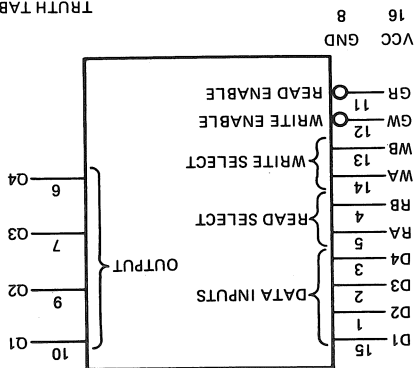 D1 15 10 Q1
D2 1
D3 2 DATA INPUTS 9 Q2
D4 3 OUTPUT
RA 5 7 Q3
RB 4 READ SELECT
WA 14 6 Q4
WB 13 WRITE SELECT
GW 12 WRITE ENABLE
GR 11 READ ENABLE
VCC GND
16 8
TRUTH TAB